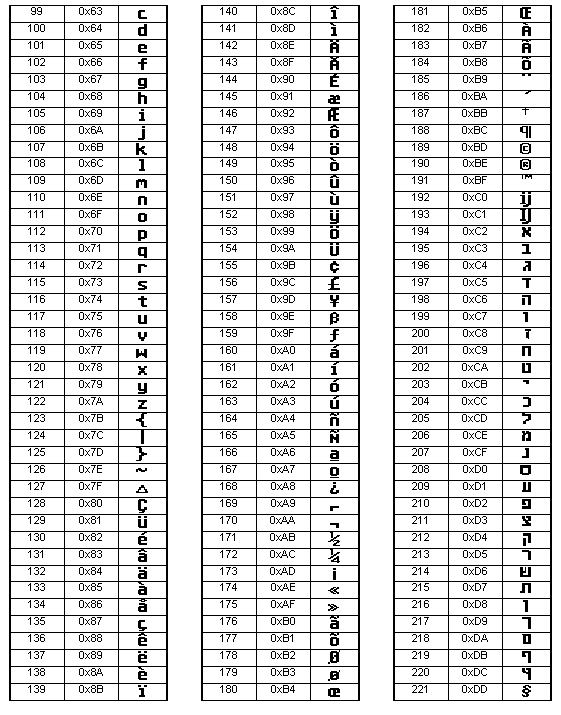 99 0x63 c
100 0x64 d
101 0x65 e
102 0x66 f
103 0x67 g
104 0x68 h
105 0x69 i
106 0x6A j
107 0x6B k
108 0x6C l
109 0x6D m
110 0x6E n
111 0x6F o
112 0x70 p
113 0x71 q
114 0x72 r
115 0x73 s
116 0x74 t
117 0x75 u
118 0x76 v
119 0x77 w
120 0x78 x
121 0x79 y
122 0x7A z
123 0x7B {
124 0x7C |
125 0x7D }
126 0x7E ~
127 0x7F △
128 0x80 Ç
129 0x81 ü
130 0x82 é
131 0x83 â
132 0x84 ä
133 0x85 à
134 0x86 å
135 0x87 ç
136 0x88 ê
137 0x89 ë
138 0x8A è
139 0x8B ï
140 0x8C î
141 0x8D ì
142 0x8E Ä
143 0x8F Å
144 0x90 É
145 0x91 æ
146 0x92 Æ
147 0x93 ô
148 0x94 ö
149 0x95 ò
150 0x96 û
151 0x97 ù
152 0x98 ÿ
153 0x99 Ö
154 0x9A Ü
155 0x9B ¢
156 0x9C £
157 0x9D ¥
158 0x9E β
159 0x9F ƒ
160 0xA0 á
161 0xA1 í
162 0xA2 ó
163 0xA3 ú
164 0xA4 ñ
165 0xA5 Ñ
166 0xA6 ª
167 0xA7 º
168 0xA8 ¿
169 0xA9 ⌐
170 0xAA ¬
171 0xAB ½
172 0xAC ¼
173 0xAD ¡
174 0xAE «
175 0xAF »
176 0xB0 ã
177 0xB1 õ
178 0xB2 Ø
179 0xB3 ø
180 0xB4 œ
181 0xB5 Œ
182 0xB6 À
183 0xB7 Ã
184 0xB8 Õ
185 0xB9 ¨
186 0xBA ´
187 0xBB †
188 0xBC ¶
189 0xBD ©
190 0xBE ®
191 0xBF ™
192 0xC0 ij
193 0xC1 IJ
194 0xC2 א
195 0xC3 ב
196 0xC4 ג
197 0xC5 ד
198 0xC6 ה
199 0xC7 ו
200 0xC8 ז
201 0xC9 ח
202 0xCA ט
203 0xCB י
204 0xCC כ
205 0xCD ל
206 0xCE מ
207 0xCF נ
208 0xD0 ס
209 0xD1 ע
210 0xD2 פ
211 0xD3 צ
212 0xD4 ק
213 0xD5 ר
214 0xD6 ש
215 0xD7 ת
216 0xD8 ן
217 0xD9 ך
218 0xDA ם
219 0xDB ף
220 0xDC ץ
221 0xDD §